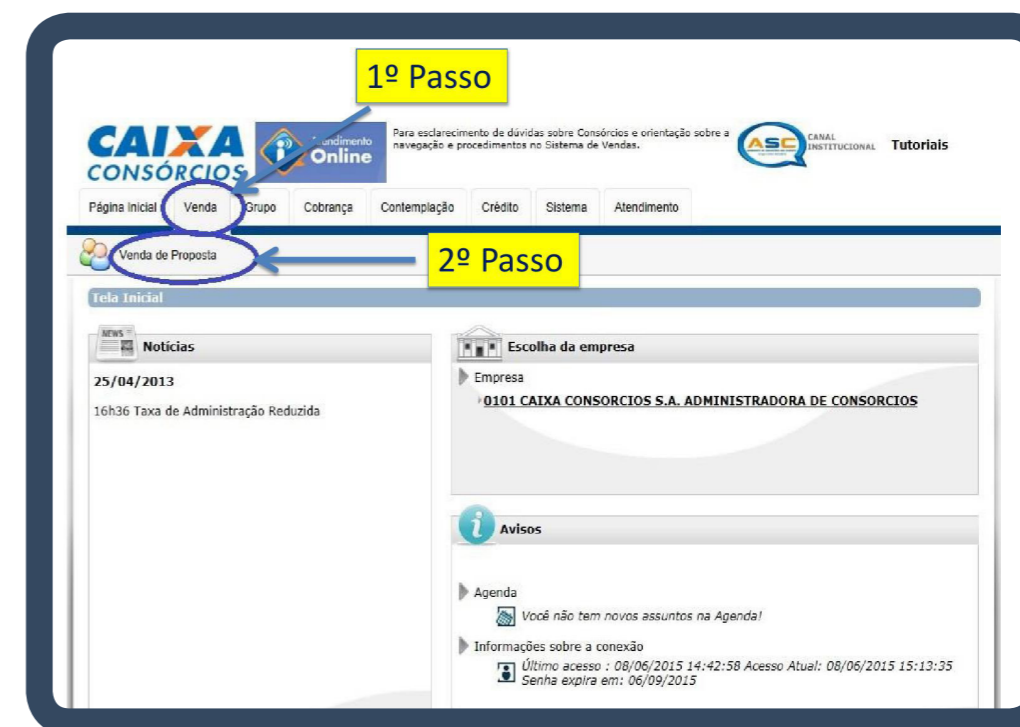 1º Passo
CAIXA
CONSÓRCIOS
Online
Para esclarecimento de dúvidas sobre Consórcios e orientação sobre a
navegação e procedimentos no Sistema de Vendas.
ASC
CANAL
INSTITUCIONAL
Tutoriais
Página Inicial Venda Grupo Cobrança Contemplação Crédito Sistema Atendimento
Venda de Proposta
2º Passo
Tela Inicial
NEWS
Notícias
25/04/2013
16h36 Taxa de Administração Reduzida
Escolha da empresa
Empresa
0101 CAIXA CONSORCIOS S.A. ADMINISTRADORA DE CONSORCIOS
Avisos
Agenda
Você não tem novos assuntos na Agenda!
Informações sobre a conexão
Último acesso : 08/06/2015 14:42:58 Acesso Atual: 08/06/2015 15:13:35
Senha expira em: 06/09/2015